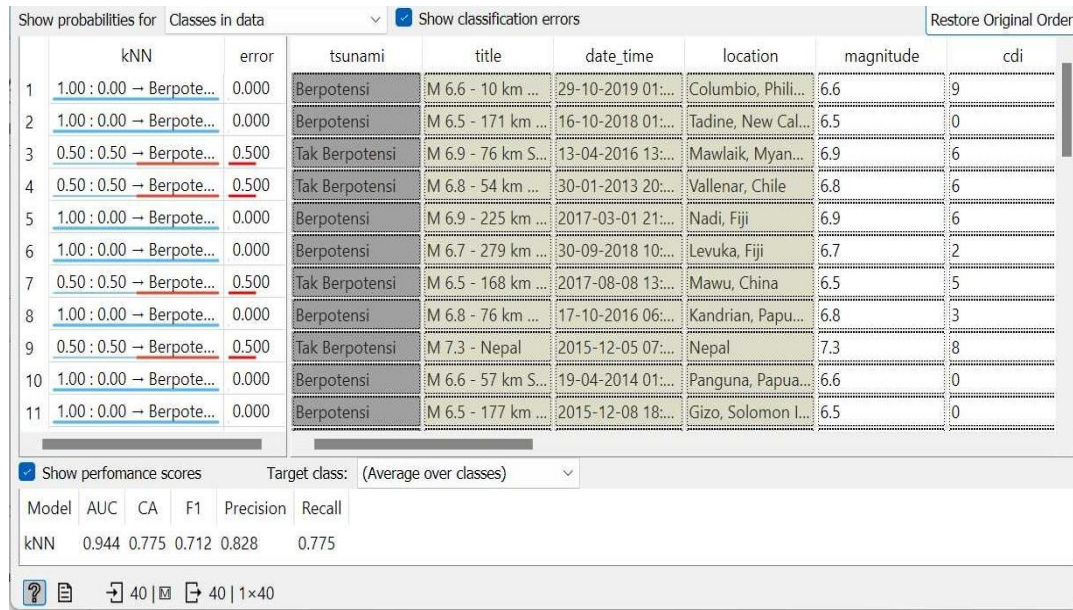 Show probabilities for Classes in data Show classification errors Restore Original Order
kNN error tsunami title date_time location magnitude cdi
1 1.00 : 0.00 → Berpote... 0.000 Berpotensi M 6.6 - 10 km ... 29-10-2019 01:... Columbio, Phili... 6.6 9
2 1.00 : 0.00 → Berpote... 0.000 Berpotensi M 6.5 - 171 km ... 16-10-2018 01:... Tadine, New Cal... 6.5 0
3 0.50 : 0.50 → Berpote... 0.500 Tak Berpotensi M 6.9 - 76 km S... 13-04-2016 13:... Mawlaik, Myan... 6.9 6
4 0.50 : 0.50 → Berpote... 0.500 Tak Berpotensi M 6.8 - 54 km ... 30-01-2013 20:... Vallenar, Chile 6.8 6
5 1.00 : 0.00 → Berpote... 0.000 Berpotensi M 6.9 - 225 km ... 2017-03-01 21:... Nadi, Fiji 6.9 6
6 1.00 : 0.00 → Berpote... 0.000 Berpotensi M 6.7 - 279 km ... 30-09-2018 10:... Levuka, Fiji 6.7 2
7 0.50 : 0.50 → Berpote... 0.500 Tak Berpotensi M 6.5 - 168 km ... 2017-08-08 13:... Mawu, China 6.5 5
8 1.00 : 0.00 → Berpote... 0.000 Berpotensi M 6.8 - 76 km ... 17-10-2016 06:... Kandrian, Papu... 6.8 3
9 0.50 : 0.50 → Berpote... 0.500 Tak Berpotensi M 7.3 - Nepal 2015-12-05 07:... Nepal 7.3 8
10 1.00 : 0.00 → Berpote... 0.000 Berpotensi M 6.6 - 57 km S... 19-04-2014 01:... Panguna, Papua... 6.6 0
11 1.00 : 0.00 → Berpote... 0.000 Berpotensi M 6.5 - 177 km ... 2015-12-08 18:... Gizo, Solomon I... 6.5 0
Show perfomance scores Target class: (Average over classes)
Model AUC CA F1 Precision Recall
kNN 0.944 0.775 0.712 0.828 0.775
? 40 | M 40 | 1×40